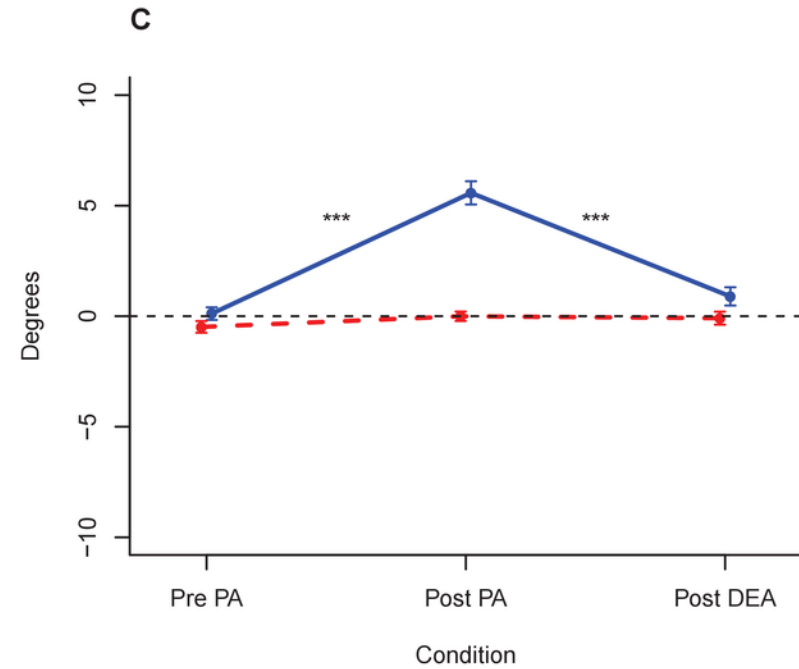 C
10
5
0
−5
−10
Degrees
***
***
Pre PA
Post PA
Post DEA
Condition